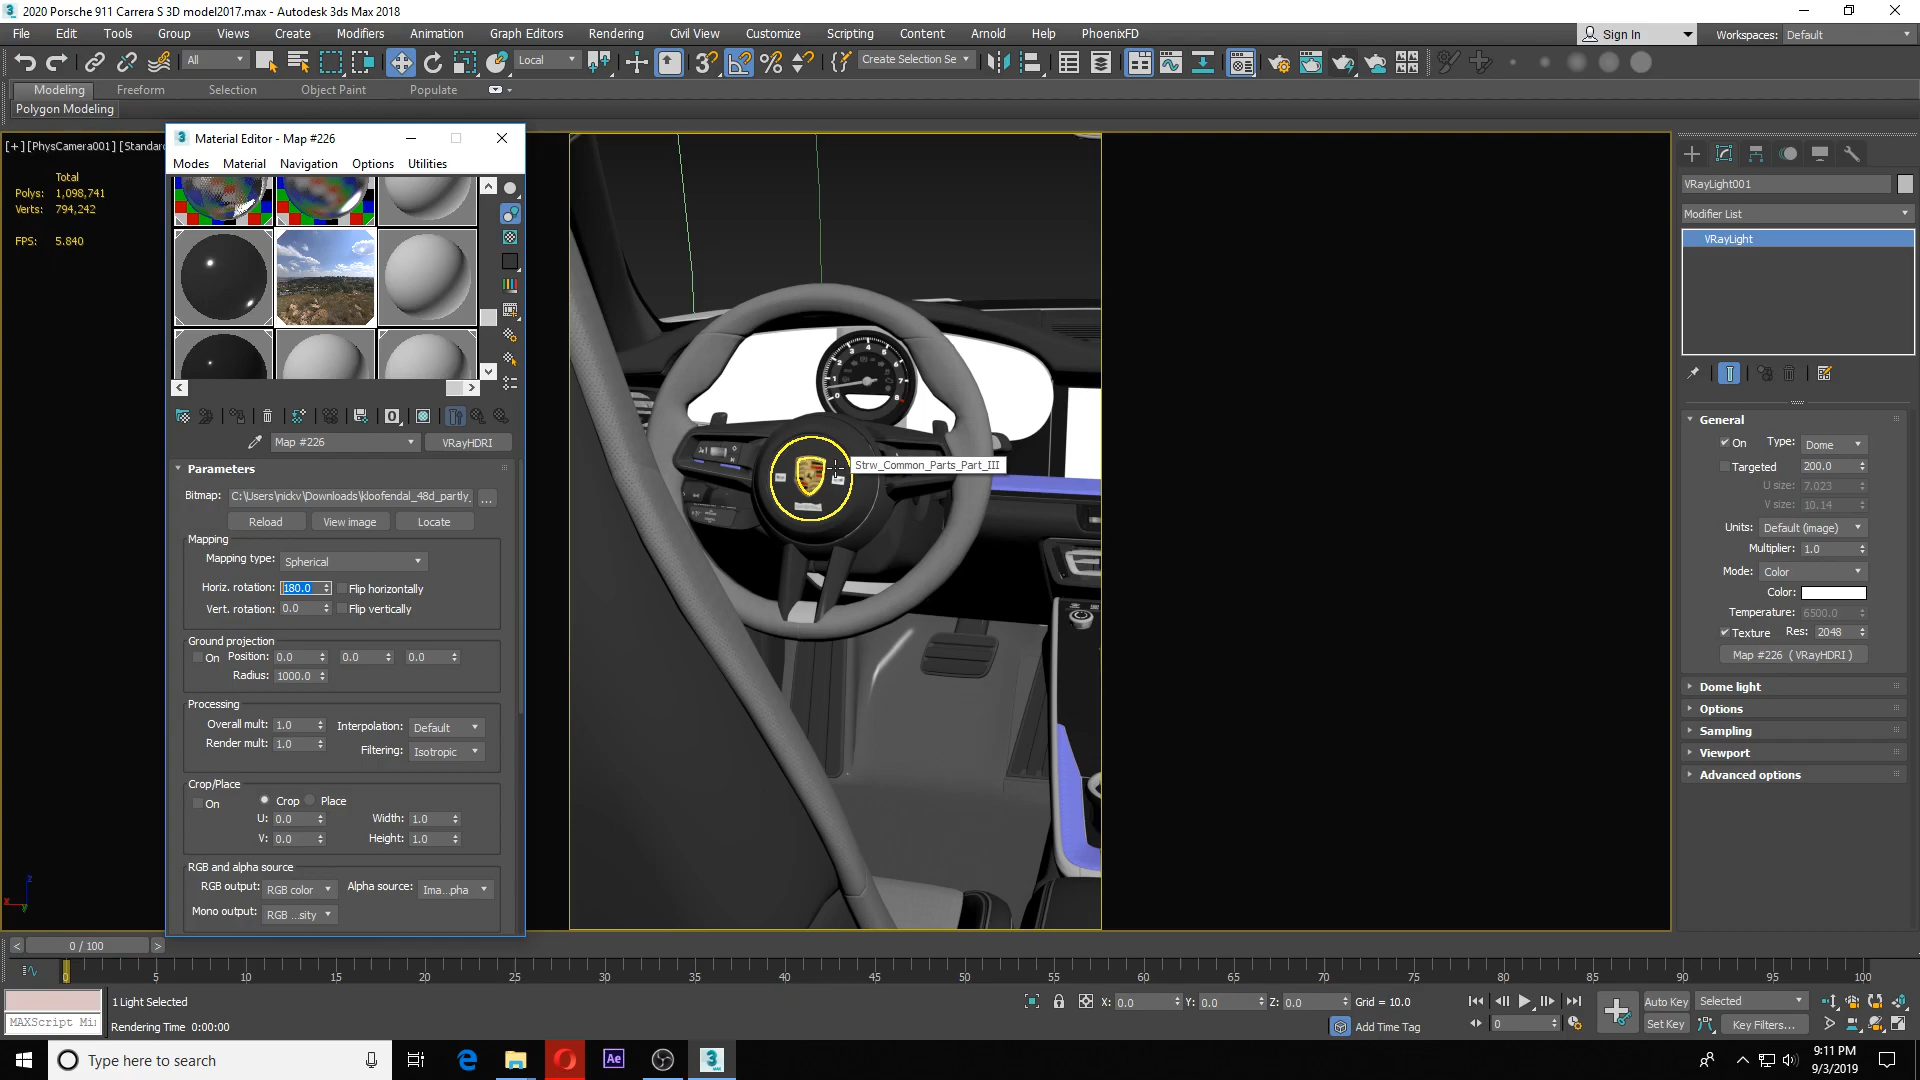 2020 Porsche 911 Carrera S 3D model2017.max - Autodesk 3ds Max 2018
File Edit Tools Group Views Create Modifiers Animation Graph Editors Rendering Civil View Customize Scripting Content Arnold Help PhoenixFD Sign In Workspaces: Default
All Local Create Selection Se
Modeling Freeform Selection Object Paint Populate
Polygon Modeling
[+] [PhysCamera001] [Standar
Total
Polys: 1,098,741
Verts: 794,242
FPS: 5.840
Material Editor - Map #226
Modes Material Navigation Options Utilities
Map #226 VRayHDRI
Parameters
Bitmap: C:\Users\nickv\Downloads\kloofendal_48d_partly_ ...
Reload View image Locate
Mapping
Mapping type: Spherical
Horiz. rotation: 180.0 Flip horizontally
Vert. rotation: 0.0 Flip vertically
Ground projection
On Position: 0.0 0.0 0.0
Radius: 1000.0
Processing
Overall mult: 1.0 Interpolation: Default
Render mult: 1.0 Filtering: Isotropic
Crop/Place
On Crop Place
U: 0.0 Width: 1.0
V: 0.0 Height: 1.0
RGB and alpha source
RGB output: RGB color Alpha source: Ima...pha
Mono output: RGB ...sity
Strw_Common_Parts_Part_III
VRayLight001
Modifier List
VRayLight
General
On Type: Dome
Targeted 200.0
U size: 7.023
V size: 10.14
Units: Default (image)
Multiplier: 1.0
Mode: Color
Color:
Temperature: 6500.0
Texture Res: 2048
Map #226 ( VRayHDRI )
Dome light
Options
Sampling
Viewport
Advanced options
< 0 / 100 >
0 5 10 15 20 25 30 35 40 45 50 55 60 65 70 75 80 85 90 95 100
1 Light Selected X: 0.0 Y: 0.0 Z: 0.0 Grid = 10.0 Auto Key Selected
MAXScript Mi Rendering Time 0:00:00 Add Time Tag 0 Set Key Key Filters...
Type here to search Ae 9:11 PM
9/3/2019